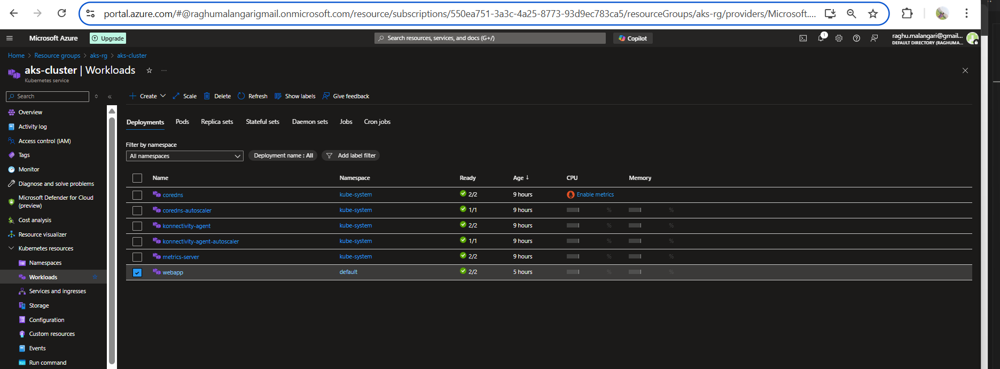 portal.azure.com/#@raghumalangarigmail.onmicrosoft.com/resource/subscriptions/550ea751-3a3c-4a25-8773-93d9ec783ca5/resourceGroups/aks-rg/providers/Microsoft....
Microsoft Azure
Upgrade
Search resources, services, and docs (G+/)
Copilot
1
raghu.malangari@gmail...
DEFAULT DIRECTORY (RAGHUMA...
Home > Resource groups > aks-rg > aks-cluster
aks-cluster | Workloads
Kubernetes service
Search
Create
Scale
Delete
Refresh
Show labels
Give feedback
Overview
Activity log
Access control (IAM)
Tags
Monitor
Diagnose and solve problems
Microsoft Defender for Cloud
(preview)
Cost analysis
Resource visualizer
Kubernetes resources
Namespaces
Workloads
Services and ingresses
Storage
Configuration
Custom resources
Events
Run command
Deployments Pods Replica sets Stateful sets Daemon sets Jobs Cron jobs
Filter by namespace
All namespaces
Deployment name : All
Add label filter
Name Namespace Ready Age ↓ CPU Memory
coredns kube-system 2/2 9 hours Enable metrics
coredns-autoscaler kube-system 1/1 9 hours % %
konnectivity-agent kube-system 2/2 9 hours % %
konnectivity-agent-autoscaler kube-system 1/1 9 hours % %
metrics-server kube-system 2/2 9 hours % %
webapp default 2/2 5 hours % %